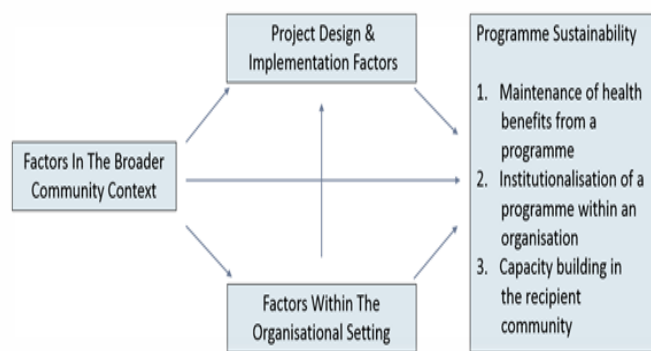 Project Design &
Implementation Factors
Factors In The Broader
Community Context
Factors Within The
Organisational Setting
Programme Sustainability
1. Maintenance of health
benefits from a
programme
2. Institutionalisation of a
programme within an
organisation
3. Capacity building in
the recipient
community